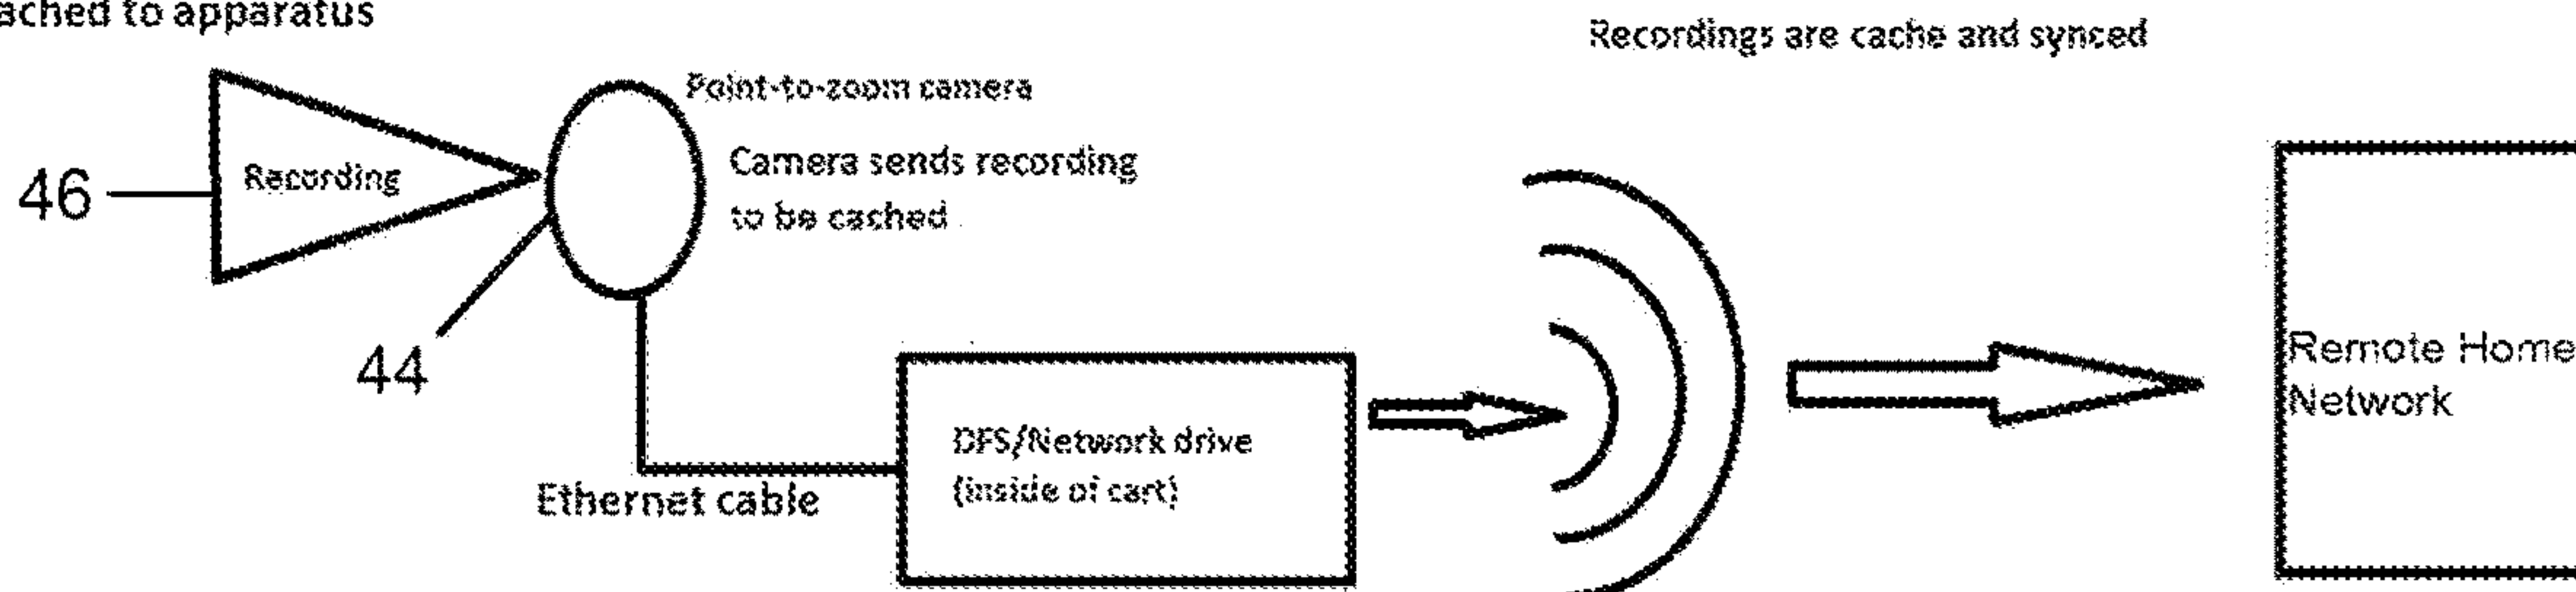 ached to apparatus
Recordings are cache and synced
Point-to-zoom camera
46
Recording
Camera sends recording
to be cached
44
DFS/Network drive
(inside of cart)
Ethernet cable
Remote Home
Network